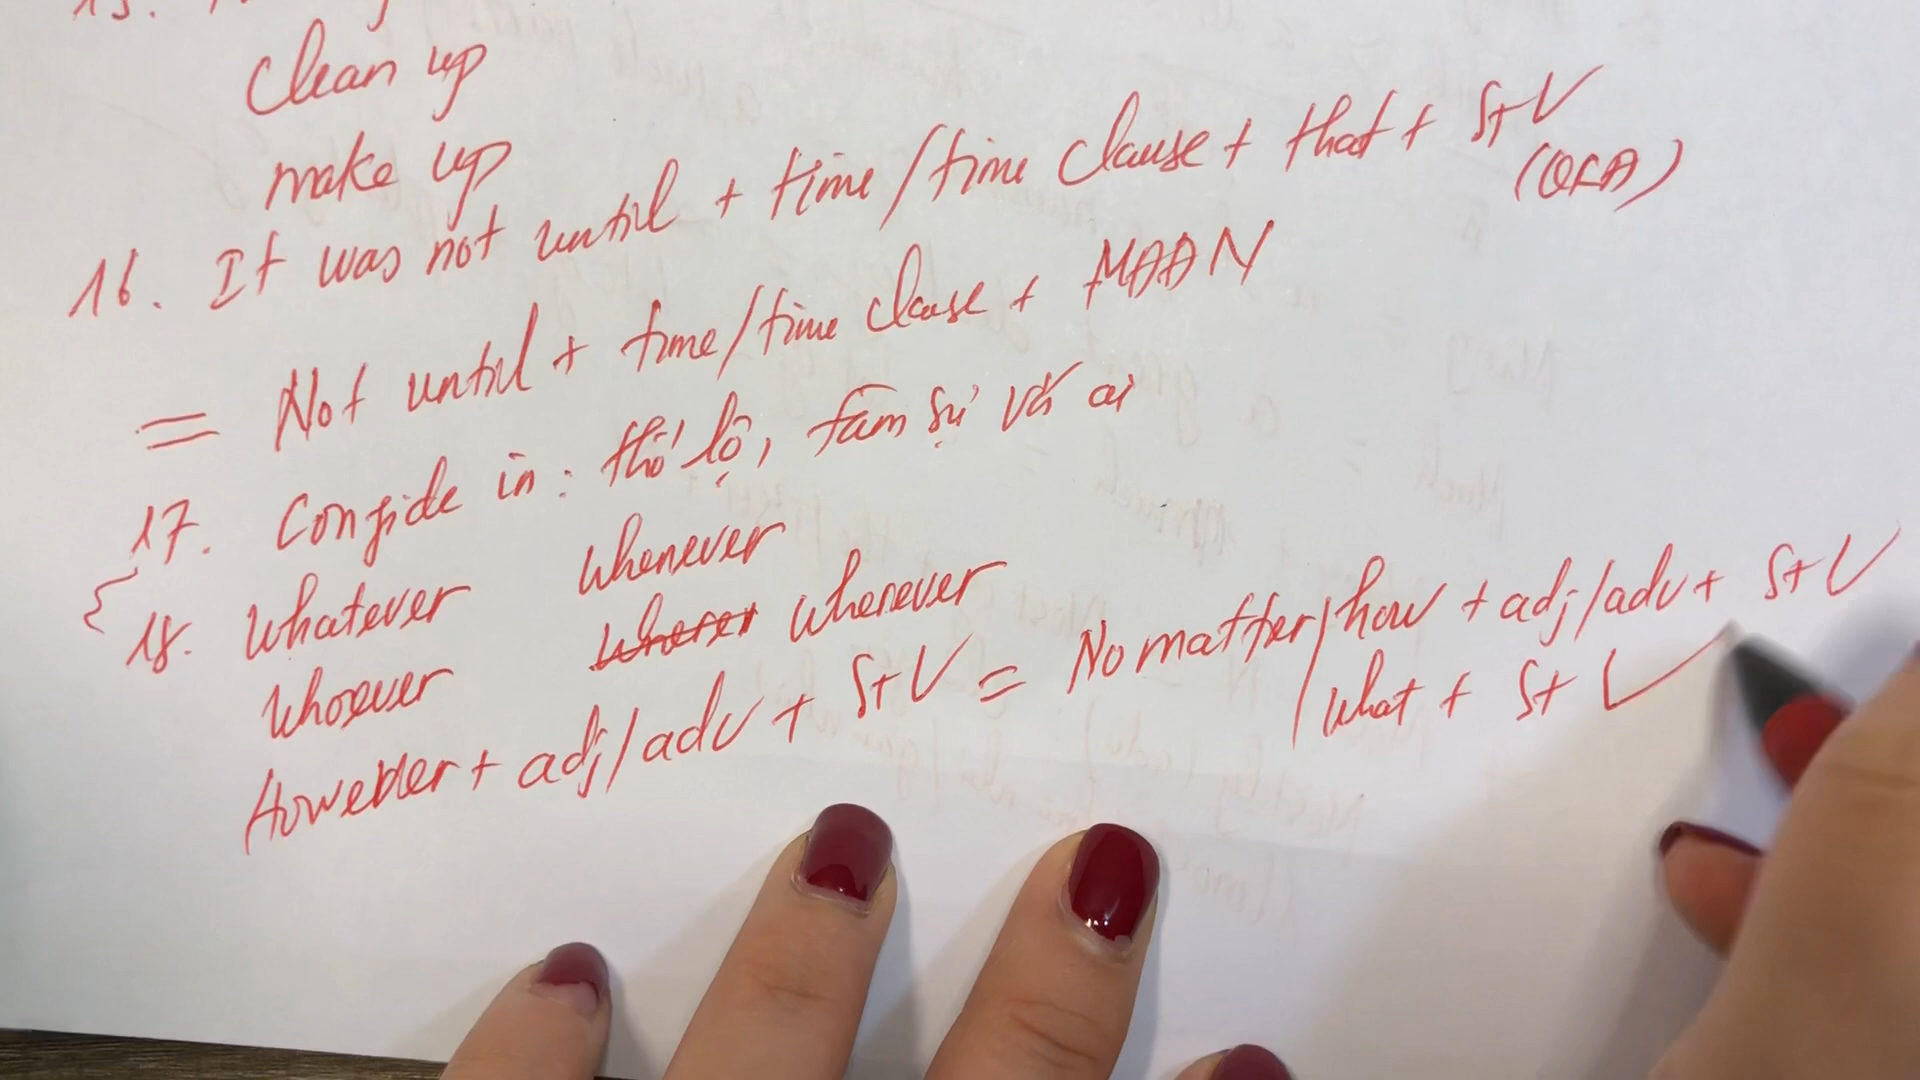 15.
Clean up
make up
16. It was not until + time/time clause + that + S+V
(QKĐ)
= Not until + time/time clause +
17. Confide in: thổ lộ, tâm sự với ai
18. Whatever whenever
Whoever wherever
However + adj/adv + S+V = No matter how + adj/adv + S+V
what + S+V